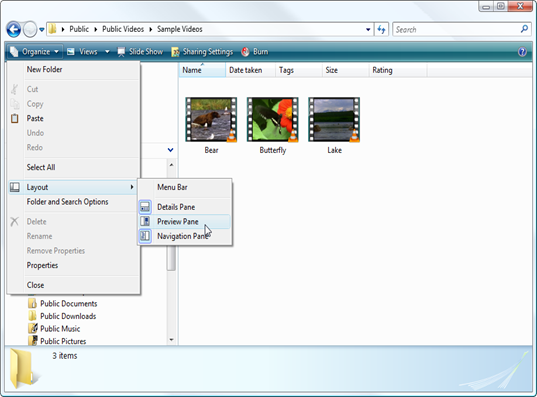 Public ▸ Public Videos ▸ Sample Videos
Search
Organize Views Slide Show Sharing Settings Burn
Name Date taken Tags Size Rating
New Folder
Cut
Copy
Paste
Undo
Redo
Select All
Layout
Folder and Search Options
Delete
Rename
Remove Properties
Properties
Close
Menu Bar
Details Pane
Preview Pane
Navigation Pane
Bear Butterfly Lake
Public Documents
Public Downloads
Public Music
Public Pictures
3 items